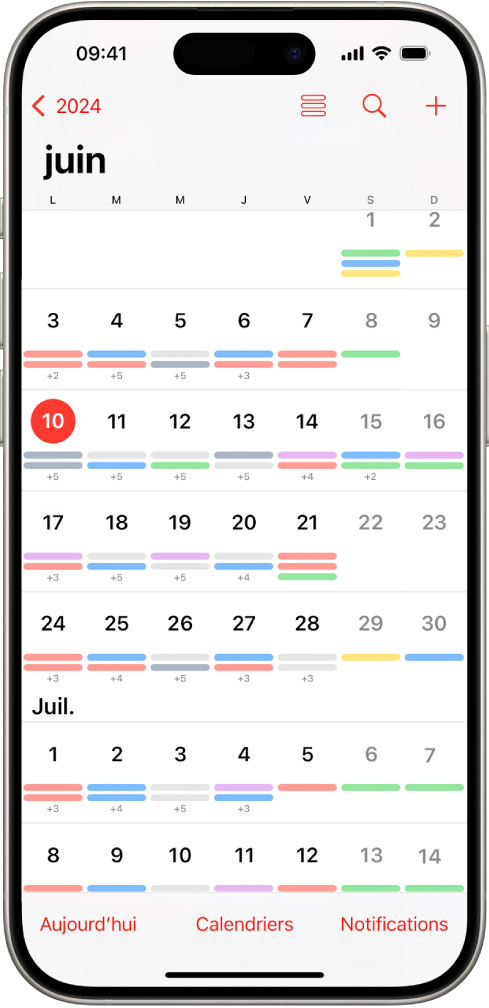 09:41
2024
juin
L M M J V S D
1 2
3 4 5 6 7 8 9
+2 +5 +5 +3
10 11 12 13 14 15 16
+5 +5 +5 +5 +4 +2
17 18 19 20 21 22 23
+3 +5 +5 +4
24 25 26 27 28 29 30
+3 +4 +5 +3 +3
Juil.
1 2 3 4 5 6 7
+3 +4 +5 +3
8 9 10 11 12 13 14
Aujourd’hui Calendriers Notifications